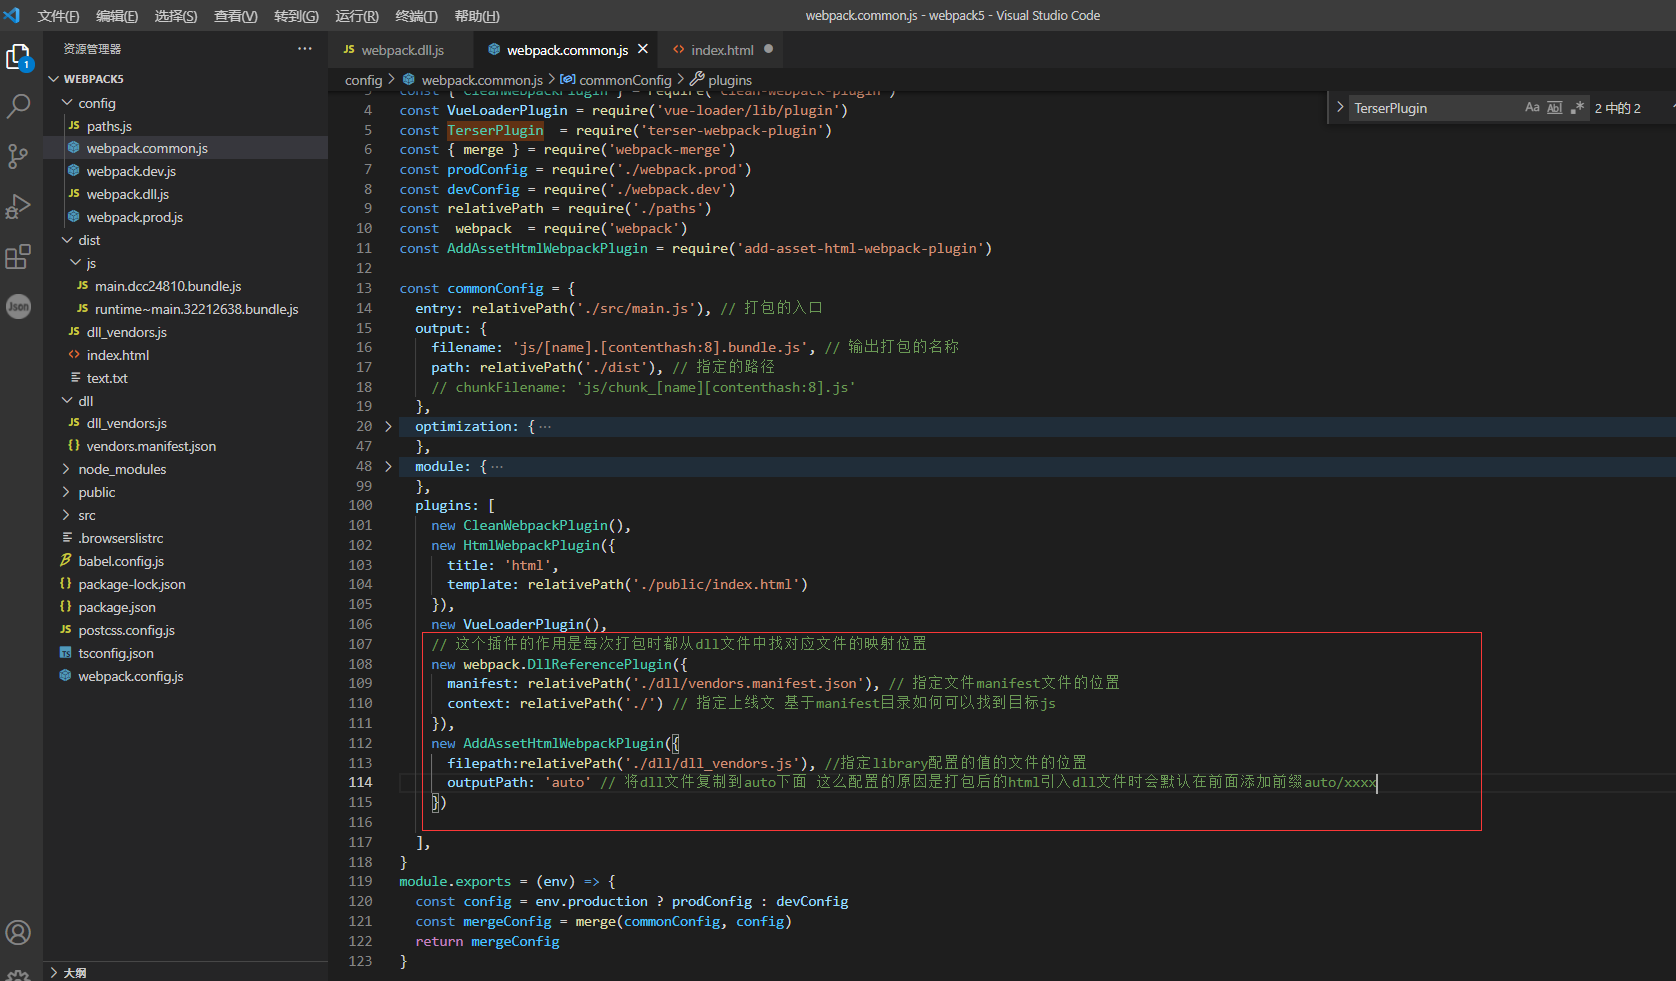 文件(F) 编辑(E) 选择(S) 查看(V) 转到(G) 运行(R) 终端(T) 帮助(H)
webpack.common.js - webpack5 - Visual Studio Code
资源管理器 ···
1
Json
WEBPACK5
config
JS paths.js
webpack.common.js
webpack.dev.js
JS webpack.dll.js
webpack.prod.js
dist
js
JS main.dcc24810.bundle.js
JS runtime~main.32212638.bundle.js
JS dll_vendors.js
<> index.html
text.txt
dll
JS dll_vendors.js
{} vendors.manifest.json
node_modules
public
src
.browserslistrc
babel.config.js
{} package-lock.json
{} package.json
JS postcss.config.js
TS tsconfig.json
webpack.config.js
大纲
JS webpack.dll.js
webpack.common.js ×
<> index.html ●
config > webpack.common.js > commonConfig > plugins
TerserPlugin Aa Abl .* 2 中的 2
3 const { CleanWebpackPlugin } = require('clean-webpack-plugin')
4 const VueLoaderPlugin = require('vue-loader/lib/plugin')
5 const TerserPlugin  = require('terser-webpack-plugin')
6 const { merge } = require('webpack-merge')
7 const prodConfig = require('./webpack.prod')
8 const devConfig = require('./webpack.dev')
9 const relativePath = require('./paths')
10 const  webpack  = require('webpack')
11 const AddAssetHtmlWebpackPlugin = require('add-asset-html-webpack-plugin')
12
13 const commonConfig = {
14 entry: relativePath('./src/main.js'), // 打包的入口
15 output: {
16 filename: 'js/[name].[contenthash:8].bundle.js', // 输出打包的名称
17 path: relativePath('./dist'), // 指定的路径
18 // chunkFilename: 'js/chunk_[name][contenthash:8].js'
19 },
20 > optimization: { ···
47 },
48 > module: { ···
99 },
100 plugins: [
101 new CleanWebpackPlugin(),
102 new HtmlWebpackPlugin({
103 title: 'html',
104 template: relativePath('./public/index.html')
105 }),
106 new VueLoaderPlugin(),
107 // 这个插件的作用是每次打包时都从dll文件中找对应文件的映射位置
108 new webpack.DllReferencePlugin({
109 manifest: relativePath('./dll/vendors.manifest.json'), // 指定文件manifest文件的位置
110 context: relativePath('./') // 指定上线文 基于manifest目录如何可以找到目标js
111 }),
112 new AddAssetHtmlWebpackPlugin({
113 filepath:relativePath('./dll/dll_vendors.js'), //指定library配置的值的文件的位置
114 outputPath: 'auto' // 将dll文件复制到auto下面 这么配置的原因是打包后的html引入dll文件时会默认在前面添加前缀auto/xxxx
115 })
116
117 ],
118 }
119 module.exports = (env) => {
120 const config = env.production ? prodConfig : devConfig
121 const mergeConfig = merge(commonConfig, config)
122 return mergeConfig
123 }